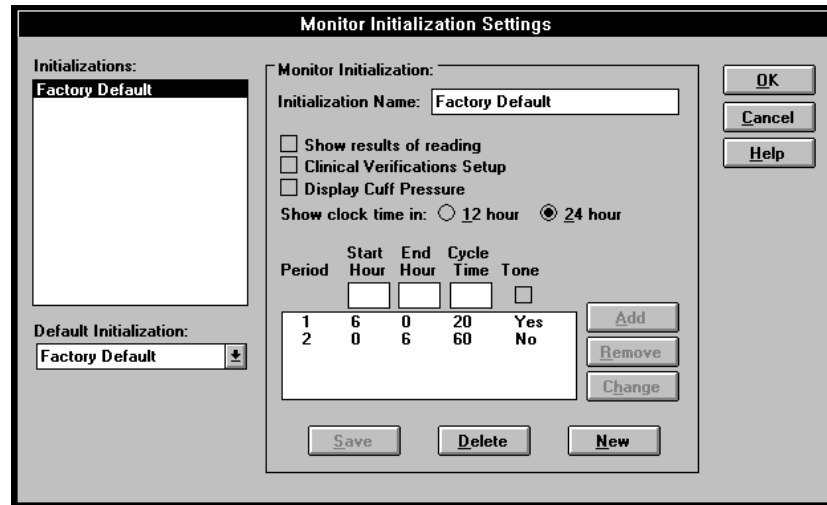 Monitor Initialization Settings
Initializations:
Factory Default
Default Initialization:
Factory Default
Monitor Initialization:
Initialization Name: Factory Default
Show results of reading
Clinical Verifications Setup
Display Cuff Pressure
Show clock time in: 12 hour 24 hour
Start End Cycle
Period Hour Hour Time Tone
1 6 0 20 Yes
2 0 6 60 No
Add
Remove
Change
Save Delete New
OK
Cancel
Help